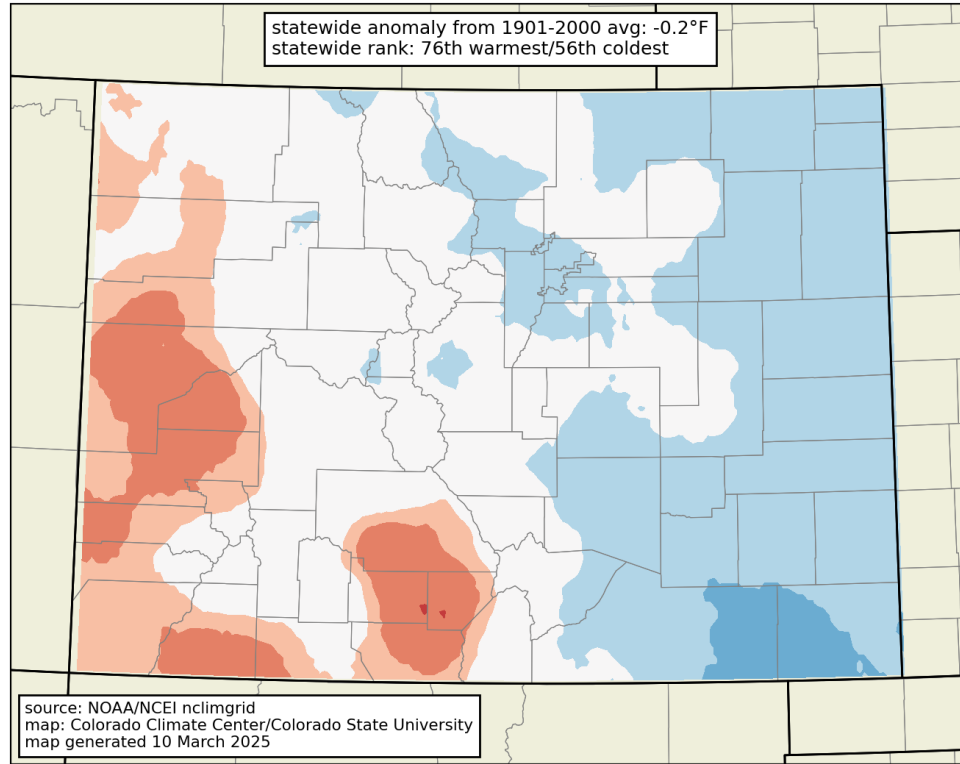 statewide anomaly from 1901-2000 avg: -0.2°F
statewide rank: 76th warmest/56th coldest
source: NOAA/NCEI nclimgrid
map: Colorado Climate Center/Colorado State University
map generated 10 March 2025